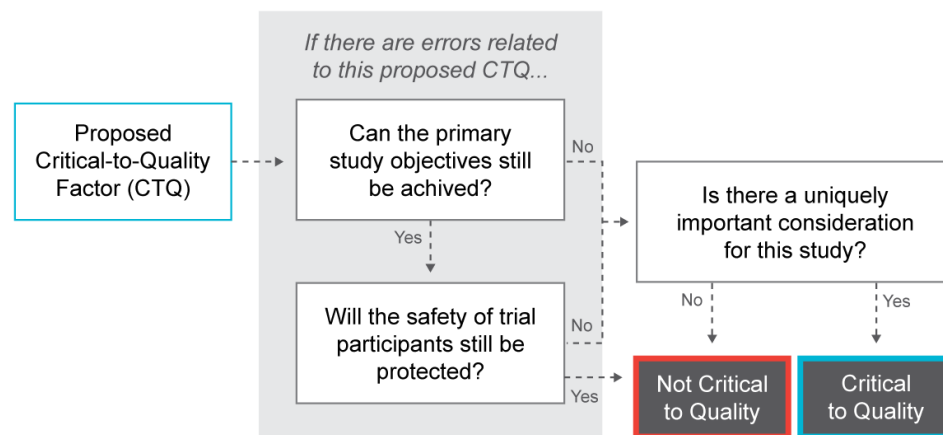 If there are errors related
to this proposed CTQ...
Proposed
Critical-to-Quality
Factor (CTQ)
Can the primary
study objectives still
be achived?
No
Yes
Is there a uniquely
important consideration
for this study?
Will the safety of trial
participants still be
protected?
No
Yes
No
Yes
Not Critical
to Quality
Critical
to Quality